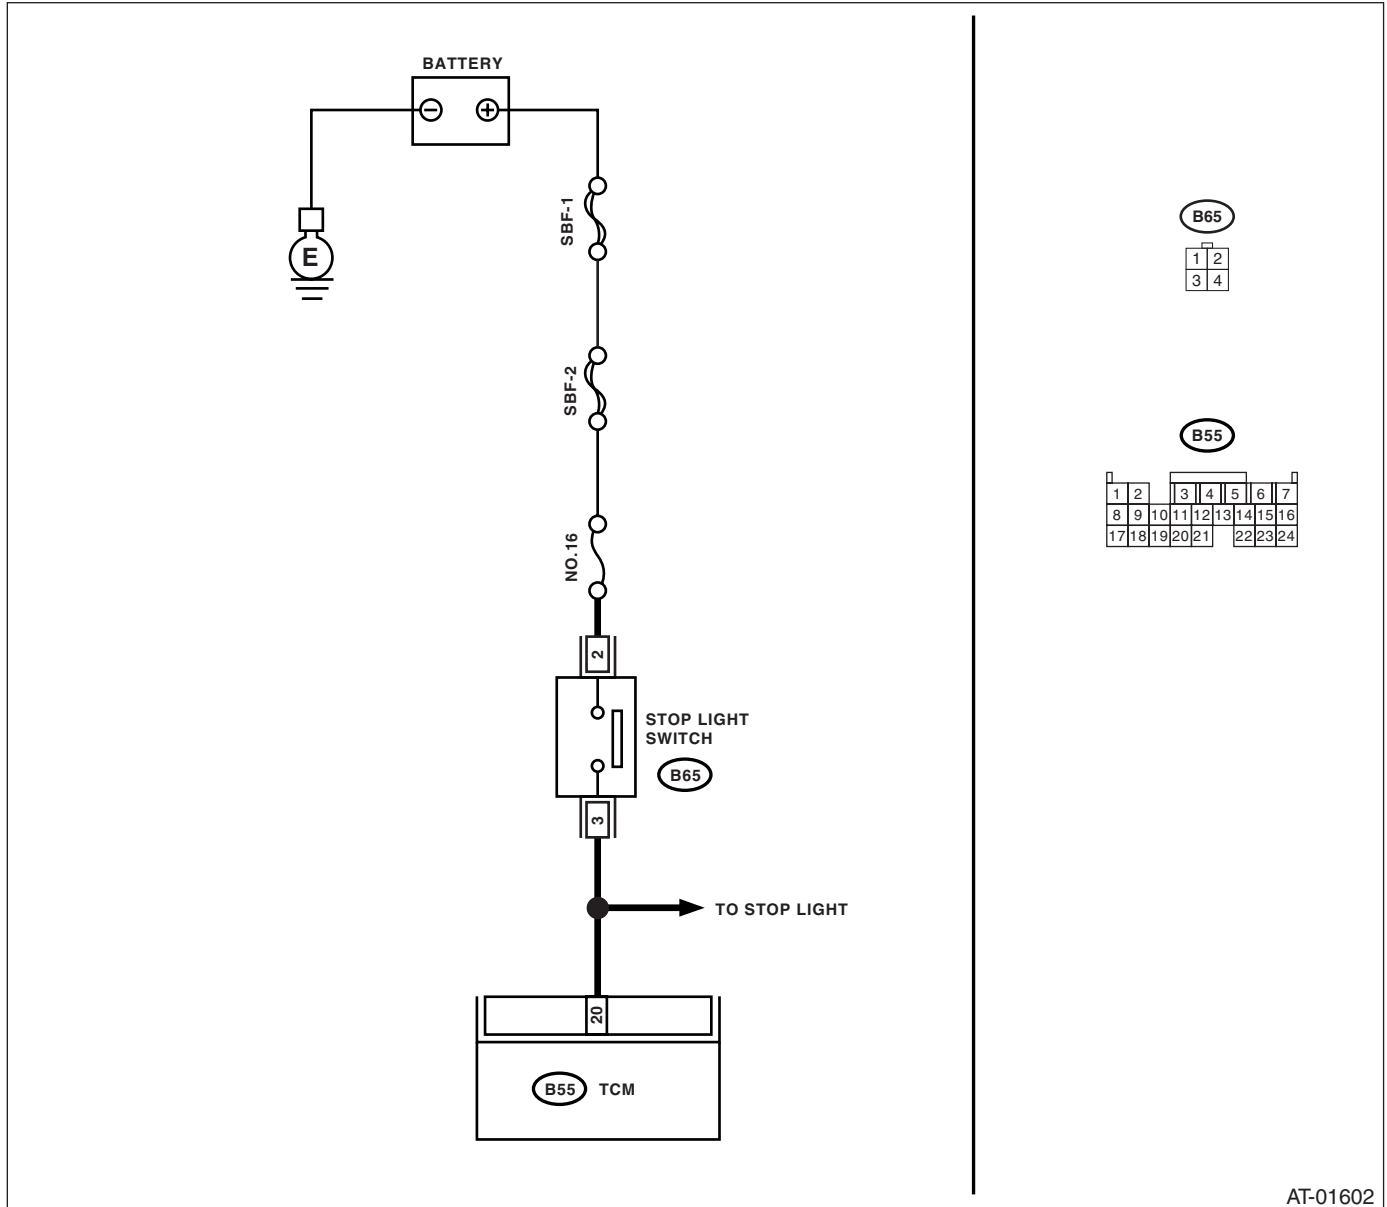 BATTERY
E
SBF-1
SBF-2
NO.16
2
STOP LIGHT
SWITCH
B65
3
TO STOP LIGHT
20
B55 TCM
B65
1 2
3 4
B55
1 2 3 4 5 6 7
8 9 10 11 12 13 14 15 16
17 18 19 20 21 22 23 24
AT-01602